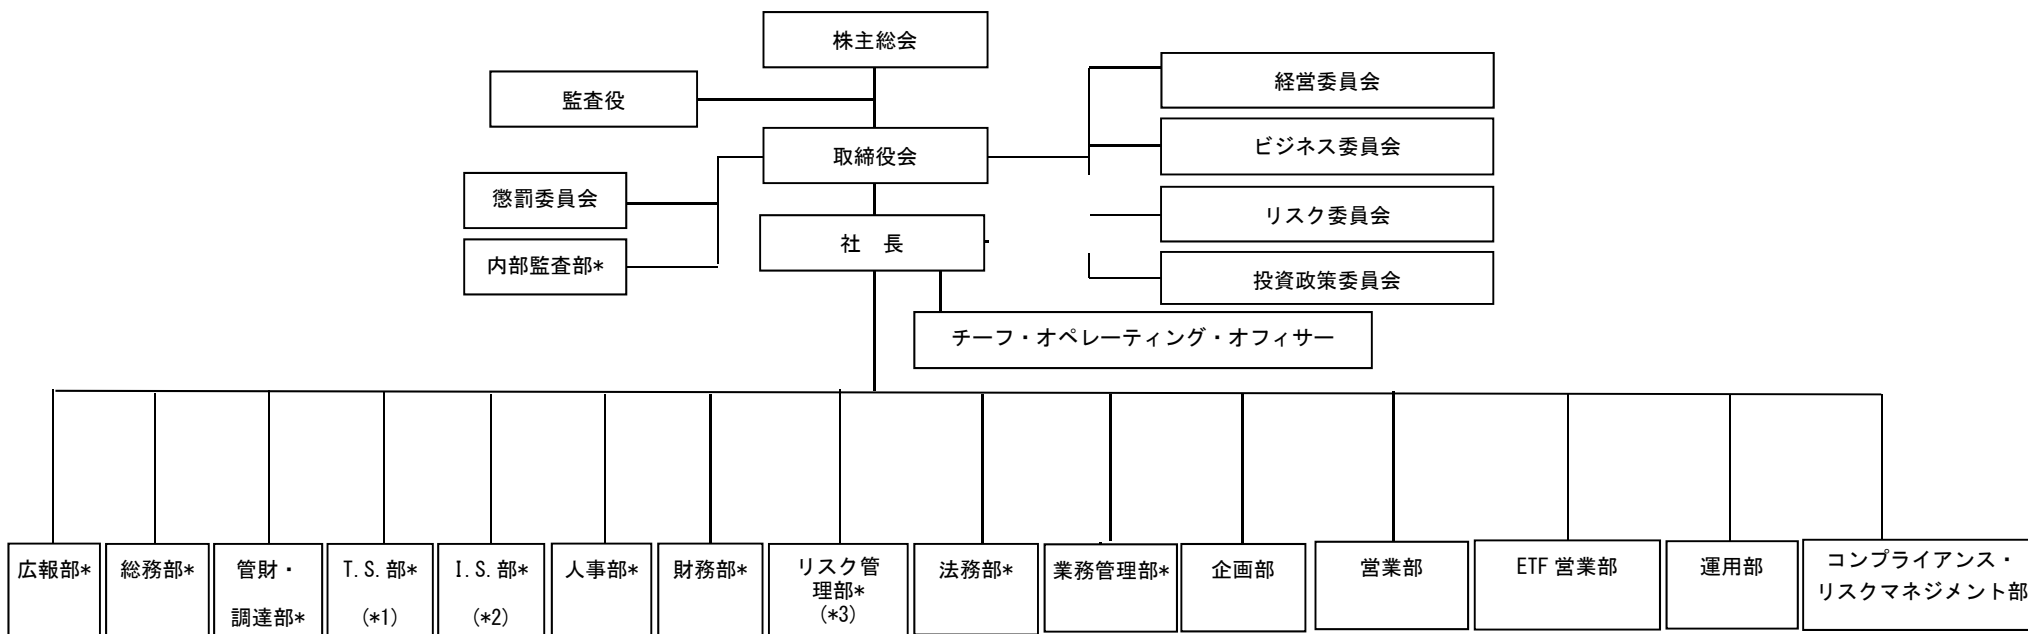 株主総会
監査役
取締役会
懲罰委員会
内部監査部*
社　長
経営委員会
ビジネス委員会
リスク委員会
投資政策委員会
チーフ・オペレーティング・オフィサー
広報部*
総務部*
管財・
調達部*
T.S.部*
(*1)
I.S.部*
(*2)
人事部*
財務部*
リスク管
理部*
(*3)
法務部*
業務管理部*
企画部
営業部
ETF 営業部
運用部
コンプライアンス・
リスクマネジメント部